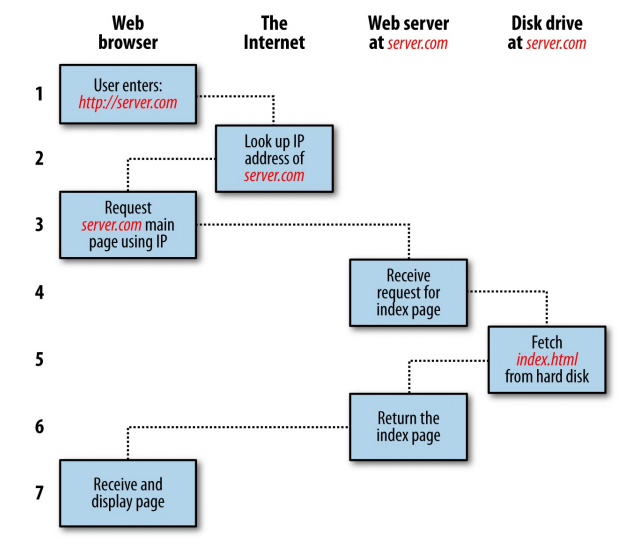 Web
browser
The
Internet
Web server
at server.com
Disk drive
at server.com
1
User enters:
http://server.com
2
Look up IP
address of
server.com
3
Request
server.com main
page using IP
4
Receive
request for
index page
5
Fetch
index.html
from hard disk
6
Return the
index page
7
Receive and
display page